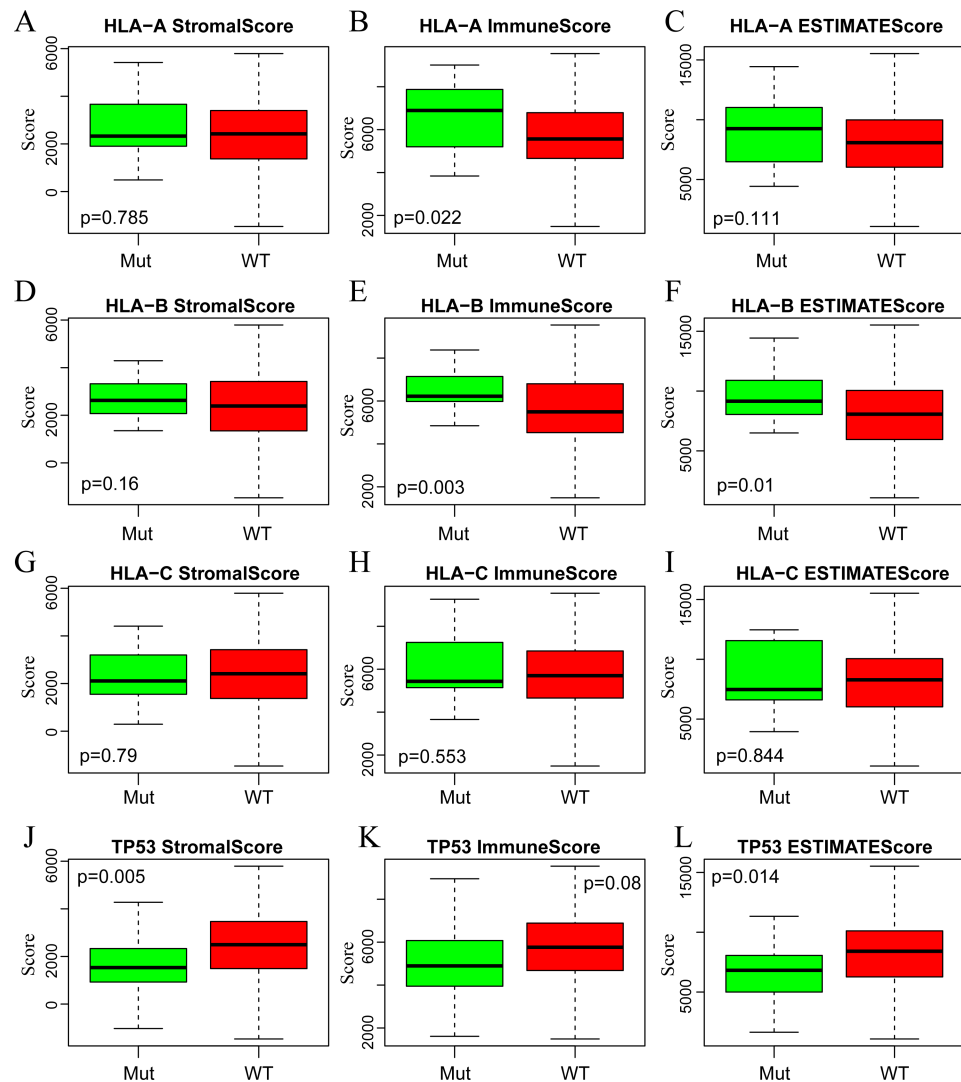 A HLA−A StromalScore
Score
6000
2000
0
p=0.785
Mut WT
B HLA−A ImmuneScore
Score
6000
2000
p=0.022
Mut WT
C HLA−A ESTIMATEScore
Score
15000
5000
p=0.111
Mut WT
D HLA−B StromalScore
Score
6000
2000
0
p=0.16
Mut WT
E HLA−B ImmuneScore
Score
6000
2000
p=0.003
Mut WT
F HLA−B ESTIMATEScore
Score
15000
5000
p=0.01
Mut WT
G HLA−C StromalScore
Score
6000
2000
0
p=0.79
Mut WT
H HLA−C ImmuneScore
Score
6000
2000
p=0.553
Mut WT
I HLA−C ESTIMATEScore
Score
15000
5000
p=0.844
Mut WT
J TP53 StromalScore
Score
6000
2000
0
p=0.005
Mut WT
K TP53 ImmuneScore
Score
6000
2000
p=0.08
Mut WT
L TP53 ESTIMATEScore
Score
15000
5000
p=0.014
Mut WT